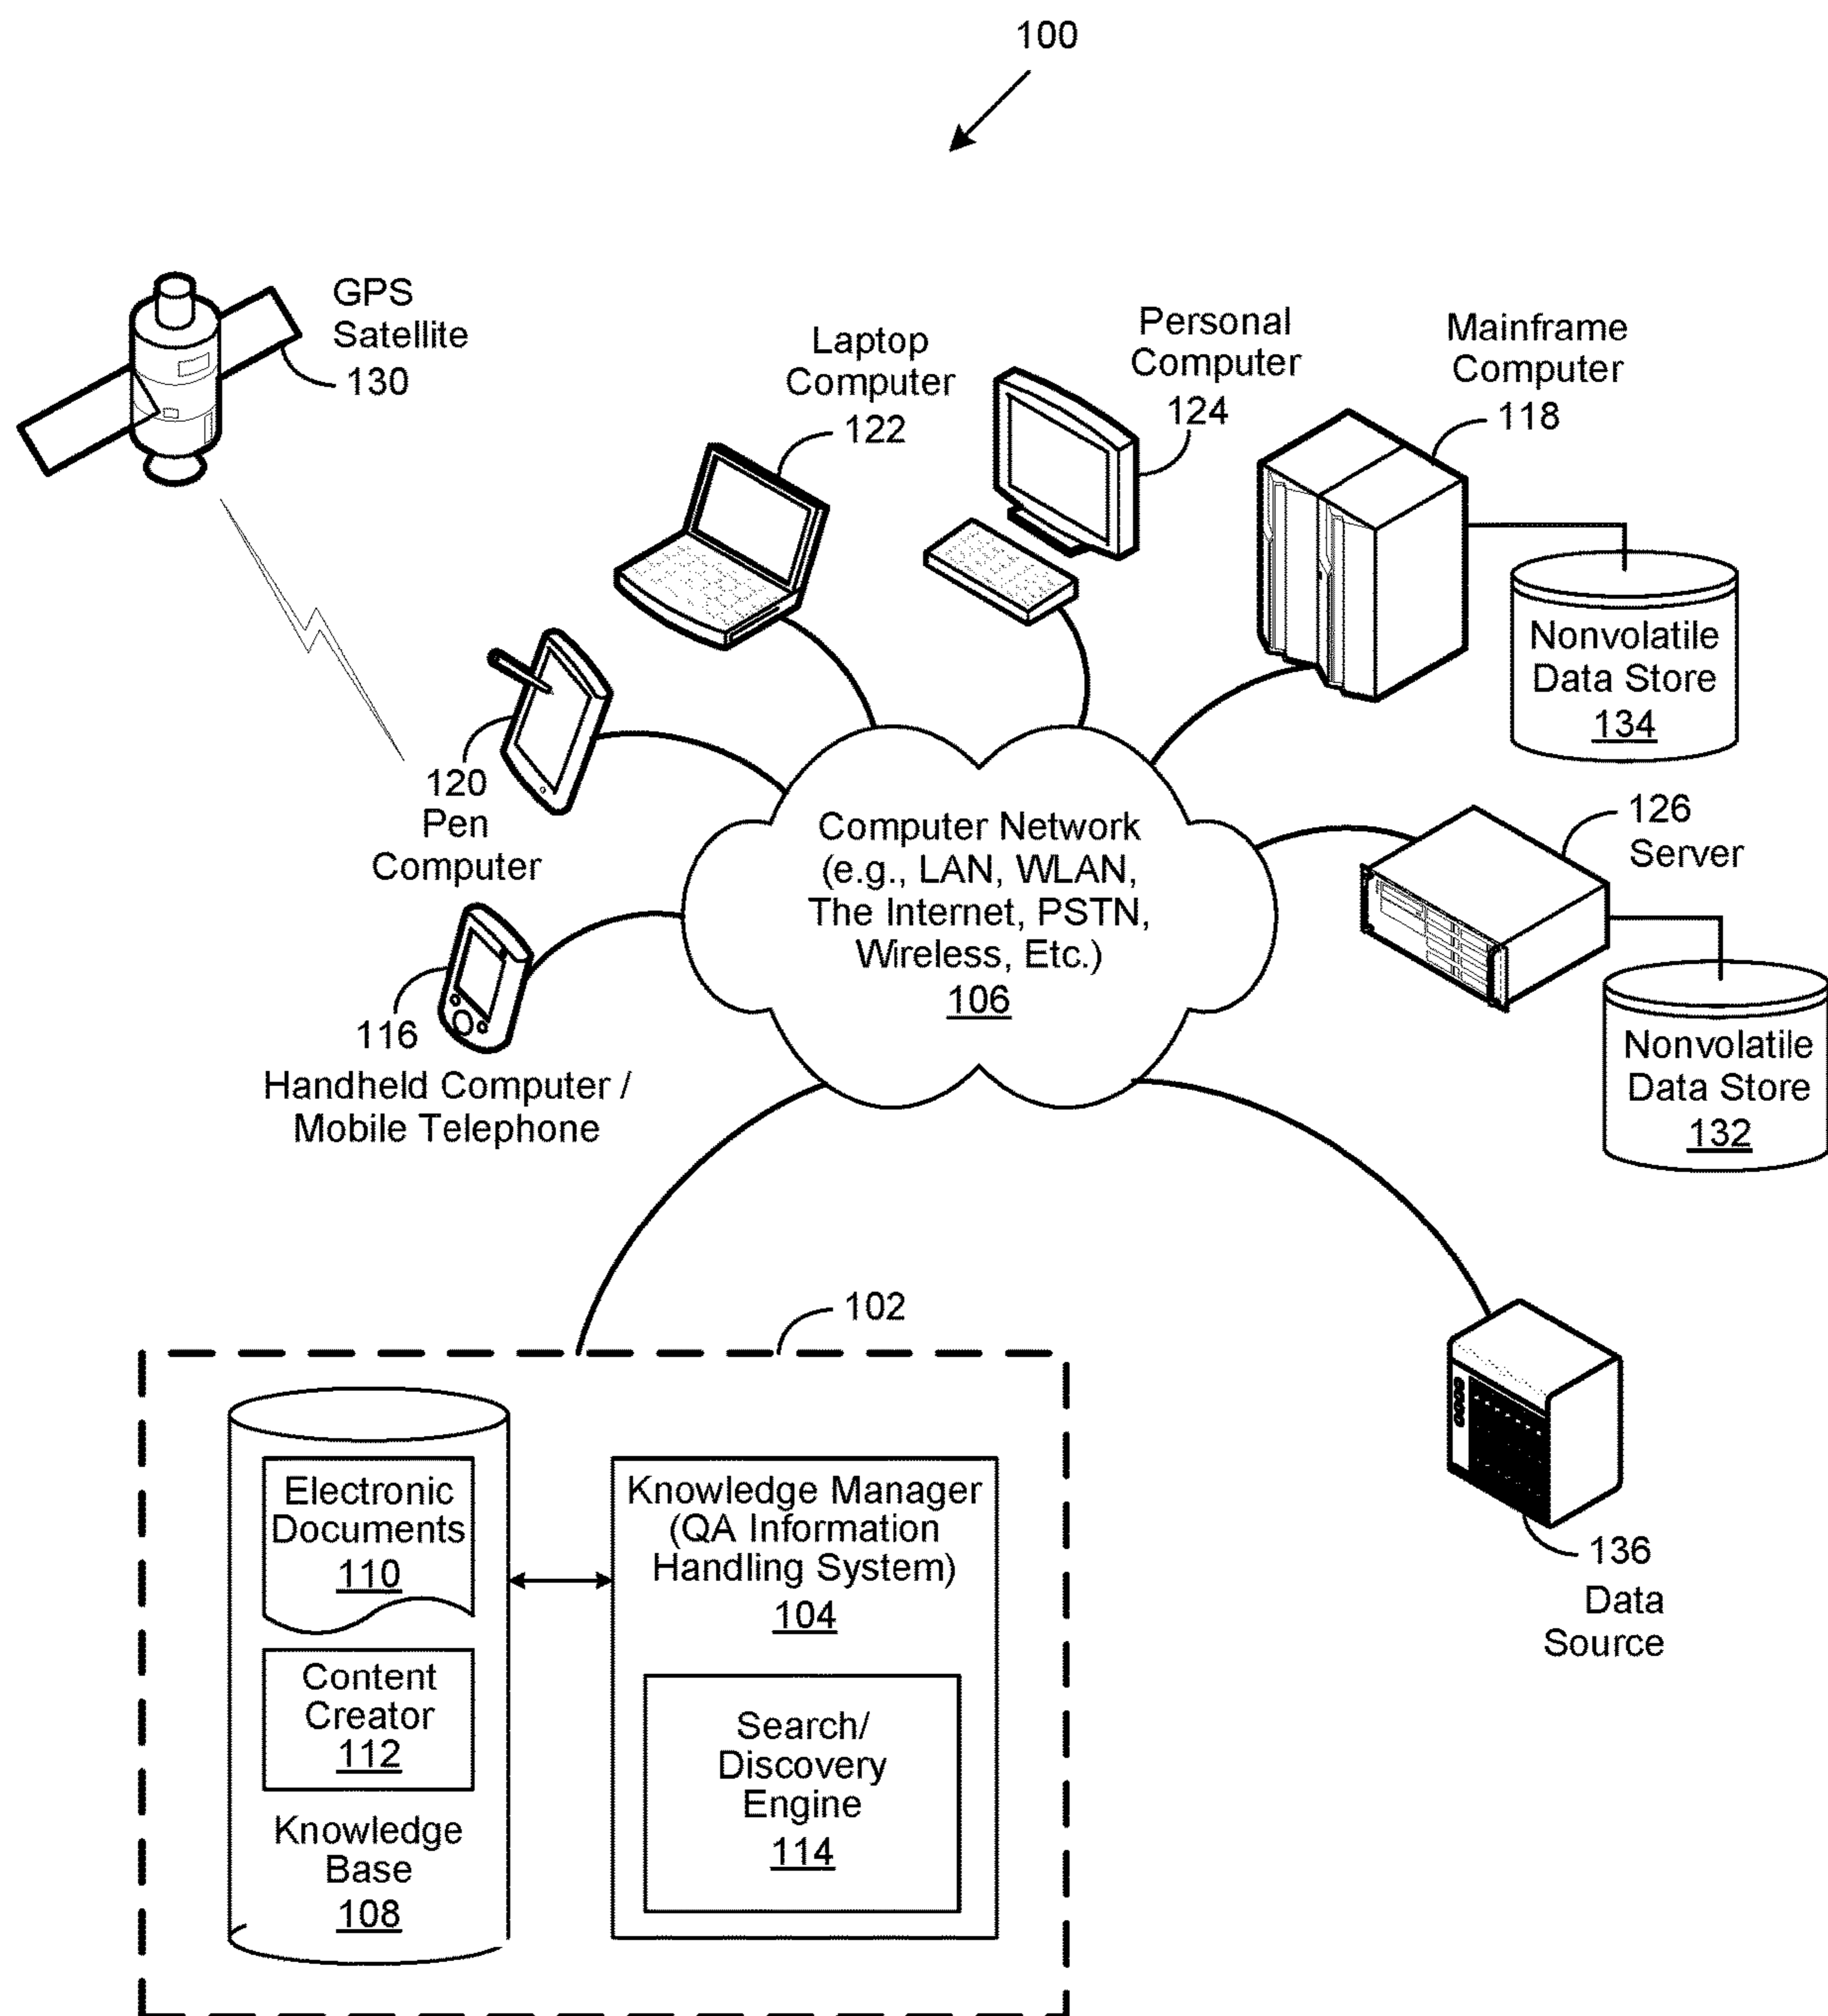 100
GPS
Satellite
130
Laptop
Computer
122
Personal
Computer
124
Mainframe
Computer
118
Nonvolatile
Data Store
134
120
Pen
Computer
Computer Network
(e.g., LAN, WLAN,
The Internet, PSTN,
Wireless, Etc.)
106
126
Server
116
Handheld Computer /
Mobile Telephone
Nonvolatile
Data Store
132
102
Electronic
Documents
110
Content
Creator
112
Knowledge
Base
108
Knowledge Manager
(QA Information
Handling System)
104
Search/
Discovery
Engine
114
136
Data
Source